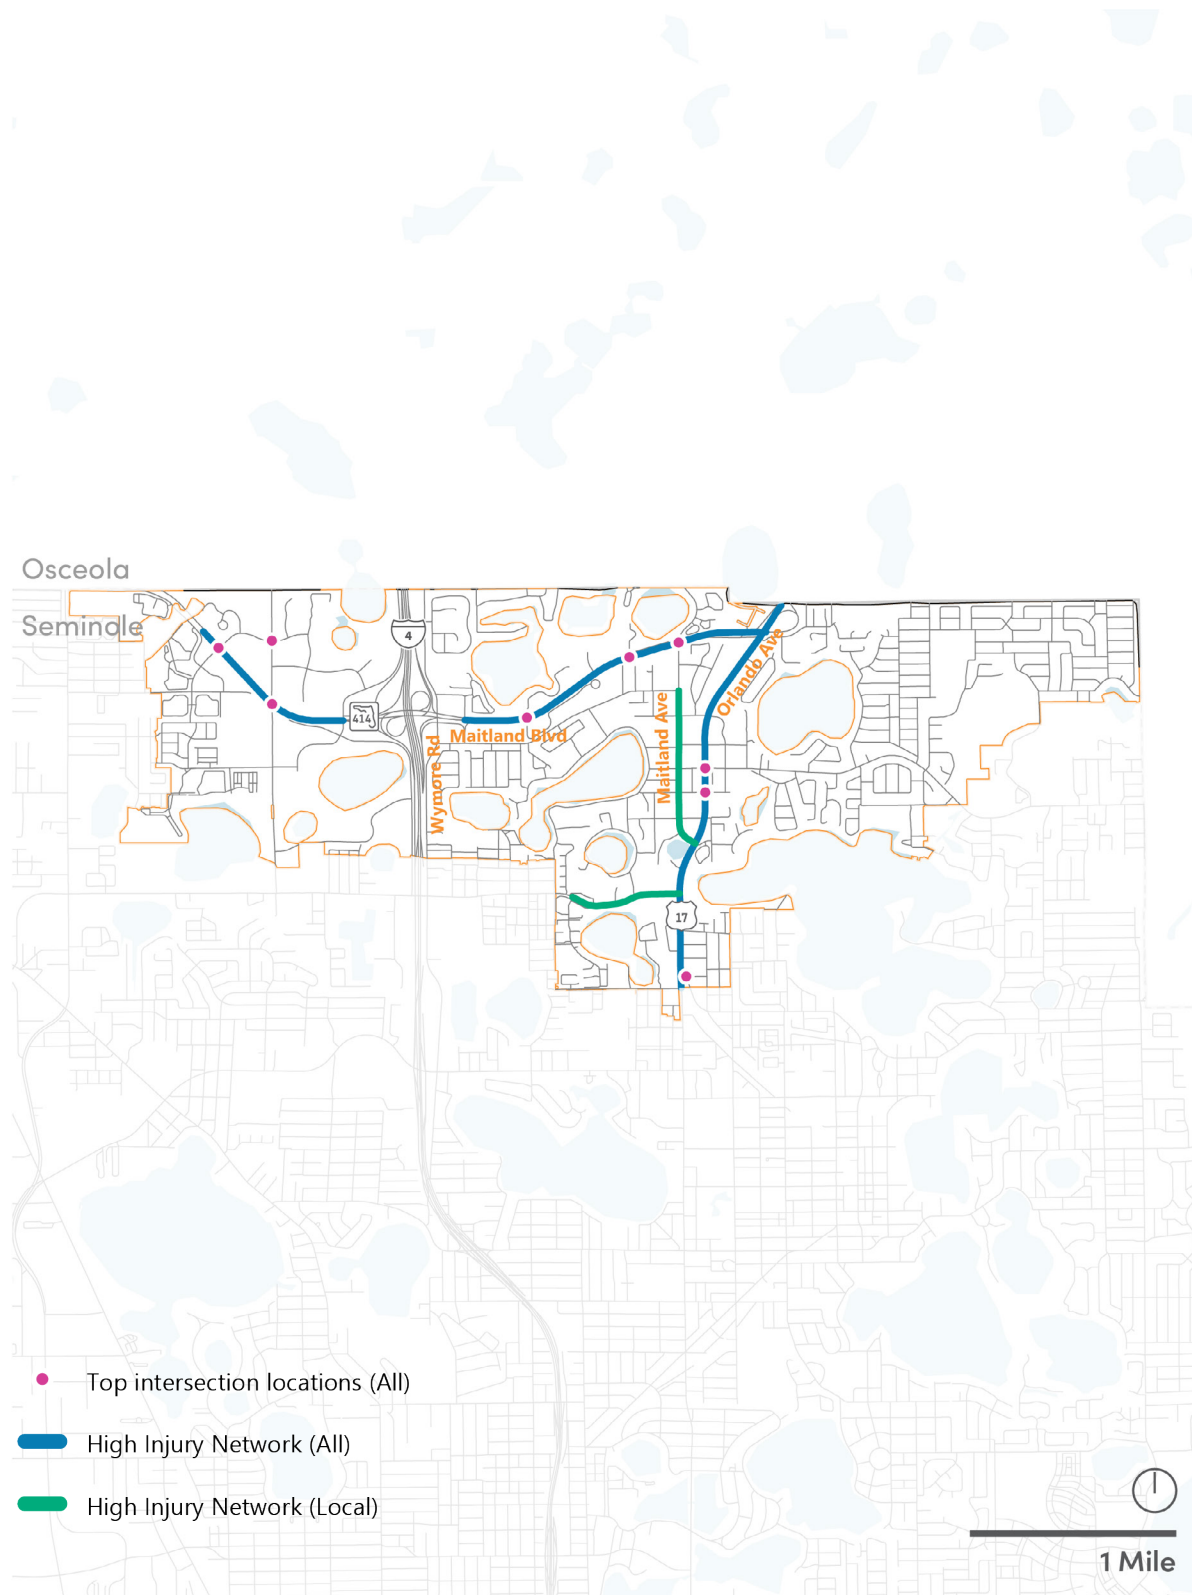 Osceola
Seminole
4
414
Maitland Blvd
Wymore Rd
Maitland Ave
Orlando Ave
17
Top intersection locations (All)
High Injury Network (All)
High Injury Network (Local)
1 Mile